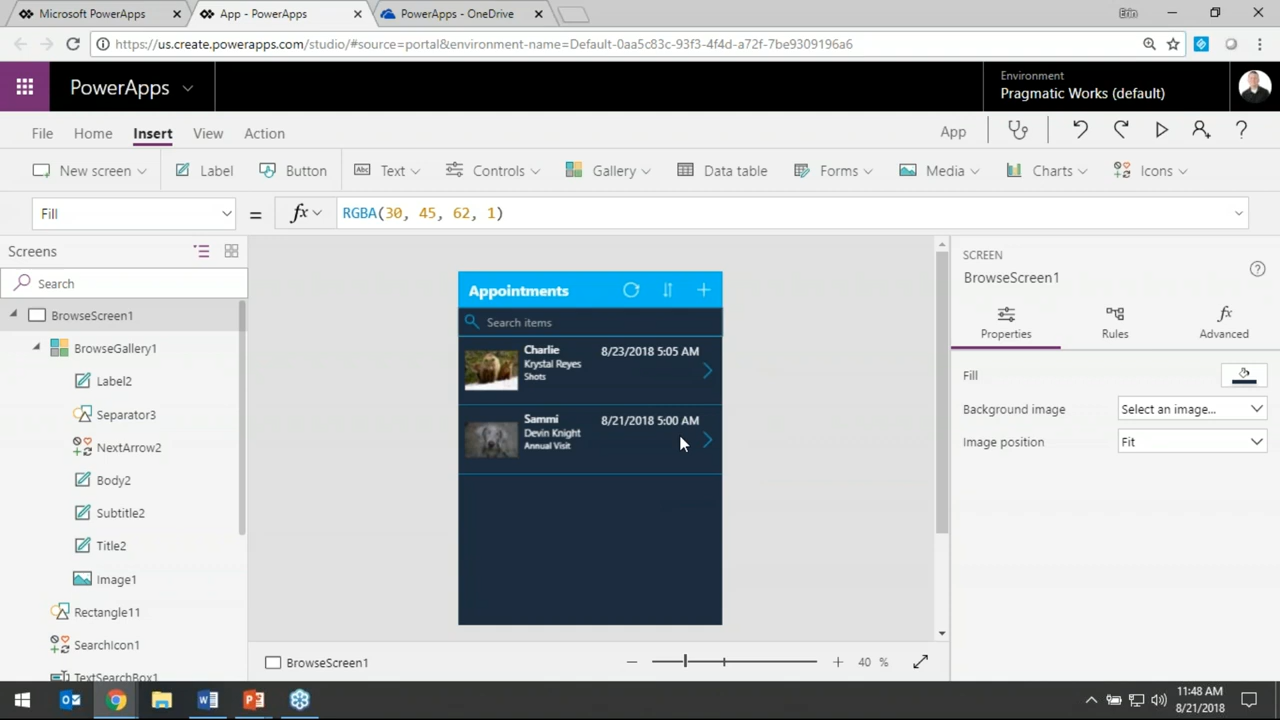 Microsoft PowerApps
App - PowerApps
PowerApps - OneDrive
Erin
https://us.create.powerapps.com/studio/#source=portal&environment-name=Default-0aa5c83c-93f3-4f4d-a72f-7be9309196a6
PowerApps
Environment
Pragmatic Works (default)
File Home Insert View Action
App
New screen Label Button Text Controls Gallery Data table Forms Media Charts Icons
Fill = fx RGBA(30, 45, 62, 1)
Screens
Search
BrowseScreen1
BrowseGallery1
Label2
Separator3
NextArrow2
Body2
Subtitle2
Title2
Image1
Rectangle11
SearchIcon1
TextSearchBox1
Appointments
Search items
Charlie 8/23/2018 5:05 AM
Krystal Reyes
Shots
Sammi 8/21/2018 5:00 AM
Devin Knight
Annual Visit
BrowseScreen1
40 %
SCREEN
BrowseScreen1
Properties Rules Advanced
Fill
Background image Select an image...
Image position Fit
11:48 AM
8/21/2018